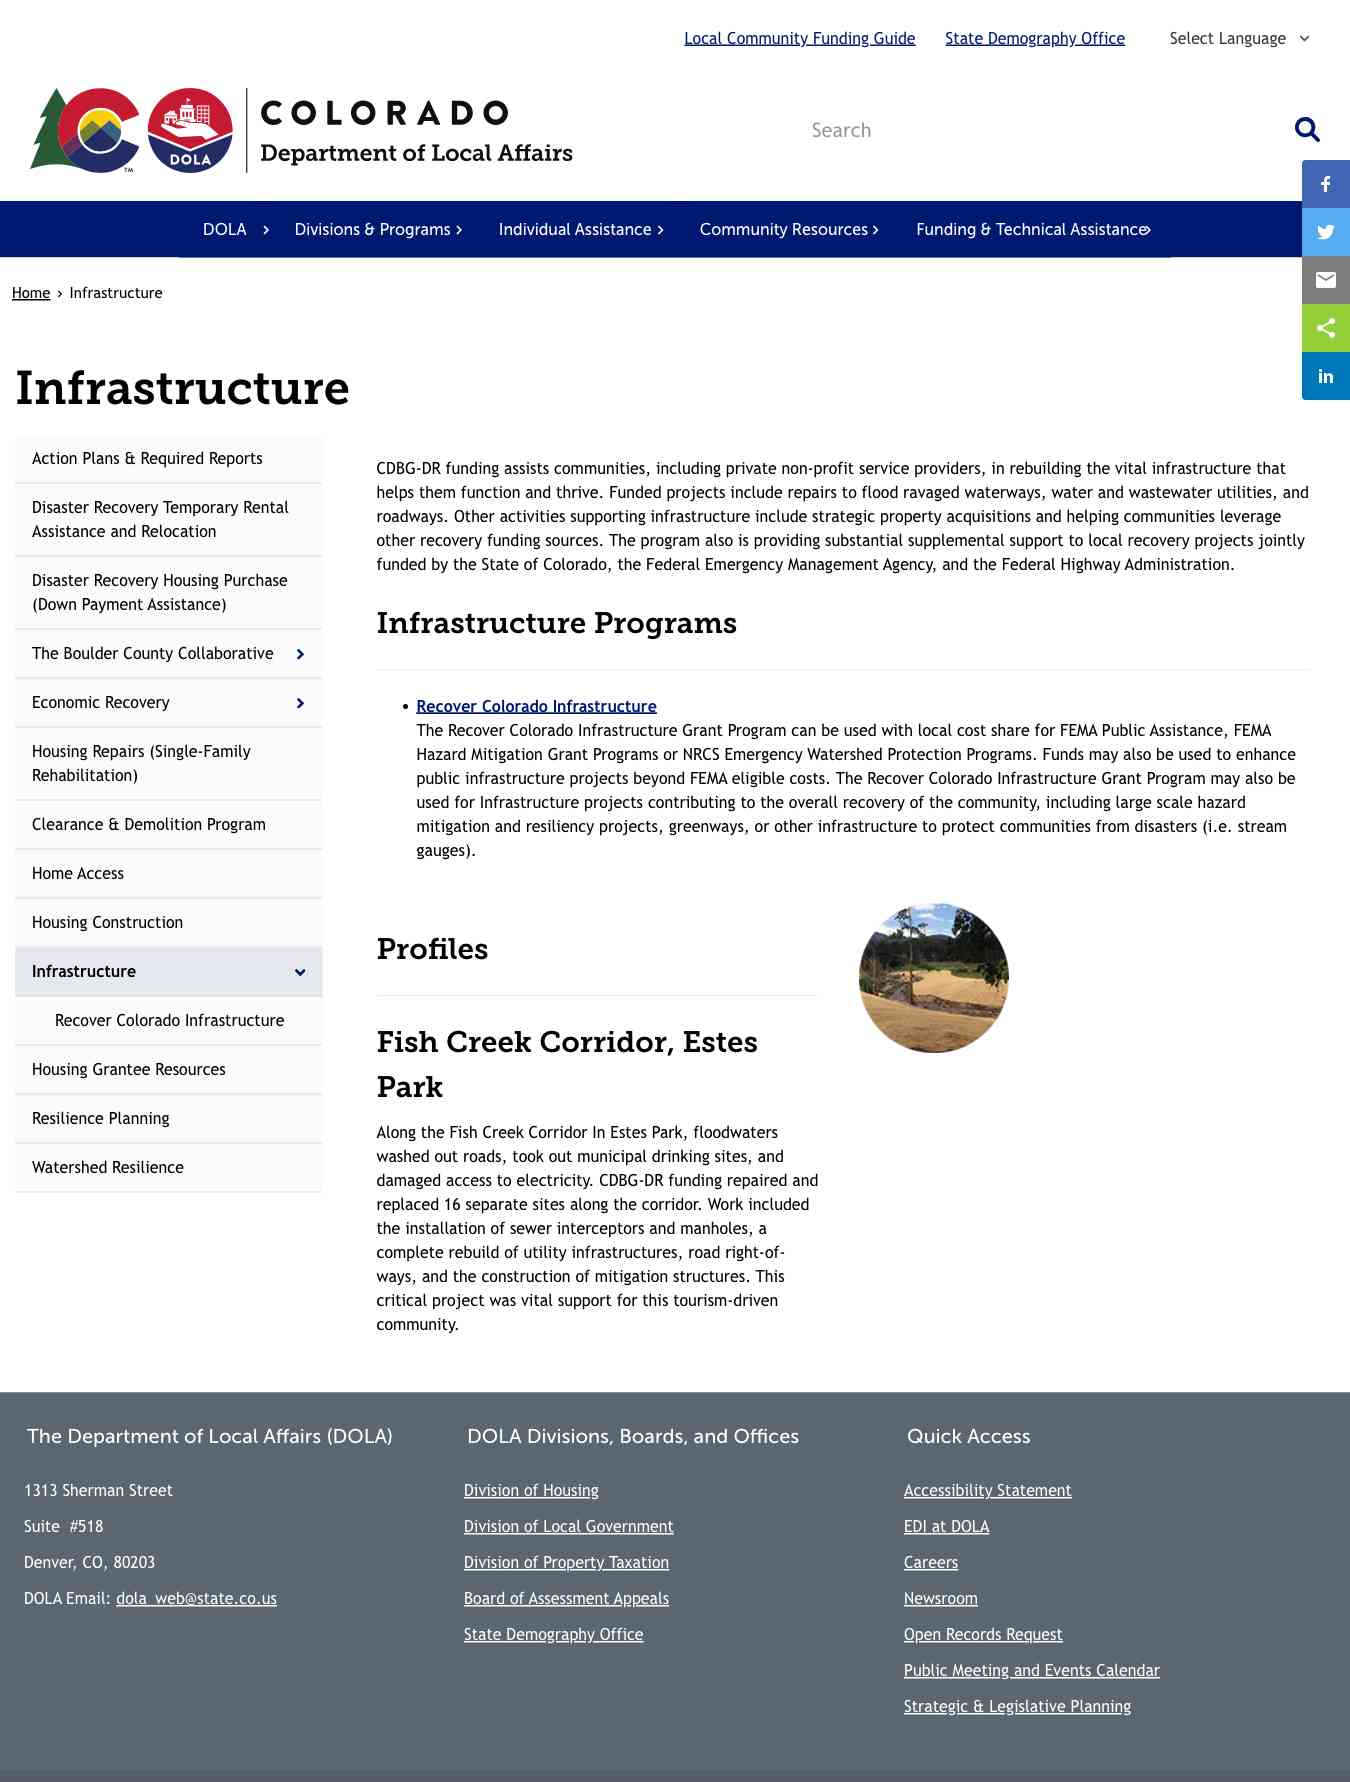 Local Community Funding Guide
State Demography Office
Select Language
TM
DOLA
COLORADO
Department of Local Affairs
Search
DOLA
Divisions & Programs
Individual Assistance
Community Resources
Funding & Technical Assistance
Home › Infrastructure
Infrastructure
Action Plans & Required Reports
Disaster Recovery Temporary Rental
Assistance and Relocation
Disaster Recovery Housing Purchase
(Down Payment Assistance)
The Boulder County Collaborative
Economic Recovery
Housing Repairs (Single-Family
Rehabilitation)
Clearance & Demolition Program
Home Access
Housing Construction
Infrastructure
Recover Colorado Infrastructure
Housing Grantee Resources
Resilience Planning
Watershed Resilience
CDBG-DR funding assists communities, including private non-profit service providers, in rebuilding the vital infrastructure that
helps them function and thrive. Funded projects include repairs to flood ravaged waterways, water and wastewater utilities, and
roadways. Other activities supporting infrastructure include strategic property acquisitions and helping communities leverage
other recovery funding sources. The program also is providing substantial supplemental support to local recovery projects jointly
funded by the State of Colorado, the Federal Emergency Management Agency, and the Federal Highway Administration.
Infrastructure Programs
• Recover Colorado Infrastructure
The Recover Colorado Infrastructure Grant Program can be used with local cost share for FEMA Public Assistance, FEMA
Hazard Mitigation Grant Programs or NRCS Emergency Watershed Protection Programs. Funds may also be used to enhance
public infrastructure projects beyond FEMA eligible costs. The Recover Colorado Infrastructure Grant Program may also be
used for Infrastructure projects contributing to the overall recovery of the community, including large scale hazard
mitigation and resiliency projects, greenways, or other infrastructure to protect communities from disasters (i.e. stream
gauges).
Profiles
Fish Creek Corridor, Estes
Park
Along the Fish Creek Corridor In Estes Park, floodwaters
washed out roads, took out municipal drinking sites, and
damaged access to electricity. CDBG-DR funding repaired and
replaced 16 separate sites along the corridor. Work included
the installation of sewer interceptors and manholes, a
complete rebuild of utility infrastructures, road right-of-
ways, and the construction of mitigation structures. This
critical project was vital support for this tourism-driven
community.
The Department of Local Affairs (DOLA)
1313 Sherman Street
Suite #518
Denver, CO, 80203
DOLA Email: dola_web@state.co.us
DOLA Divisions, Boards, and Offices
Division of Housing
Division of Local Government
Division of Property Taxation
Board of Assessment Appeals
State Demography Office
Quick Access
Accessibility Statement
EDI at DOLA
Careers
Newsroom
Open Records Request
Public Meeting and Events Calendar
Strategic & Legislative Planning